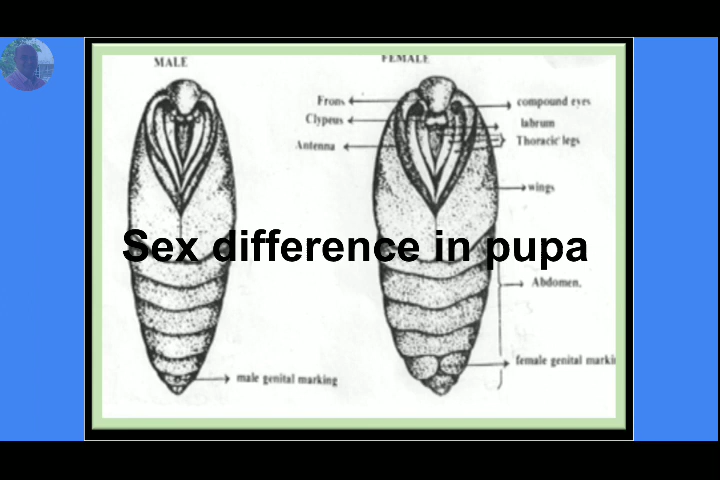 MALE
FEMALE
Frons
compound eyes
Clypeus
labrum
Antenna
Thoracic legs
wings
Sex difference in pupa
Abdomen.
female genital marki
male genital marking